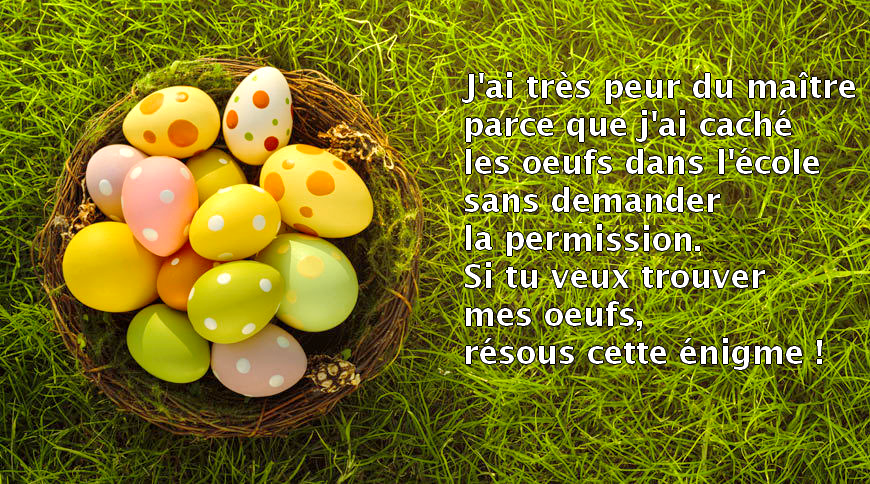 J'ai très peur du maître
parce que j'ai caché
les oeufs dans l'école
sans demander
la permission.
Si tu veux trouver
mes oeufs,
résous cette énigme !